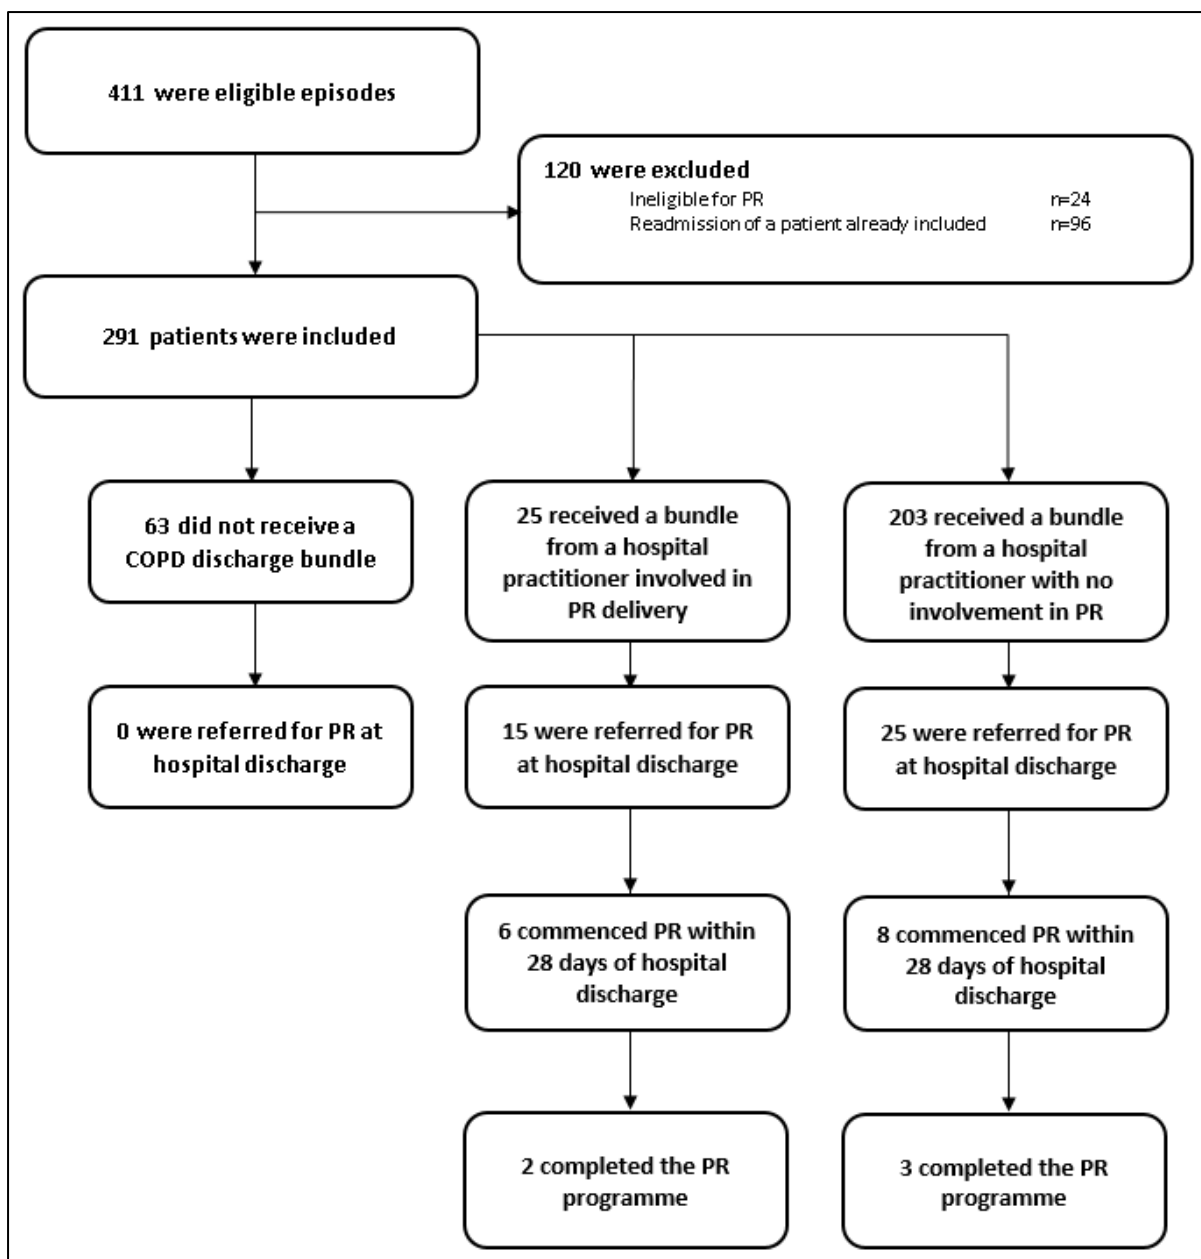 411 were eligible episodes
120 were excluded
Ineligible for PR n=24
Readmission of a patient already included n=96
291 patients were included
63 did not receive a
COPD discharge bundle
25 received a bundle
from a hospital
practitioner involved in
PR delivery
203 received a bundle
from a hospital
practitioner with no
involvement in PR
0 were referred for PR at
hospital discharge
15 were referred for PR
at hospital discharge
25 were referred for PR
at hospital discharge
6 commenced PR within
28 days of hospital
discharge
8 commenced PR within
28 days of hospital
discharge
2 completed the PR
programme
3 completed the PR
programme